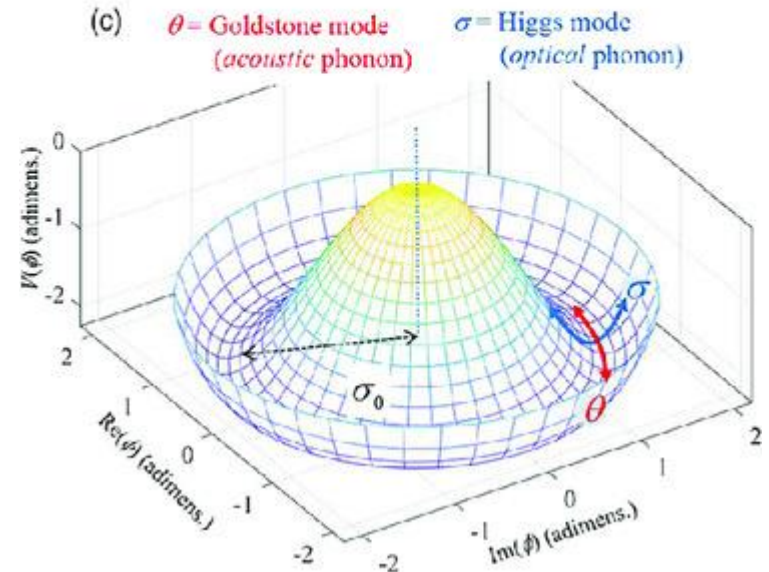 (c)
θ = Goldstone mode
(acoustic phonon)
σ = Higgs mode
(optical phonon)
V(ϕ) (adimens.)
0
-1
-2
σ
θ
σ₀
2
1
0
-1
-2
Re(ϕ) (adimens.)
-2
-1
0
1
2
Im(ϕ) (adimens.)